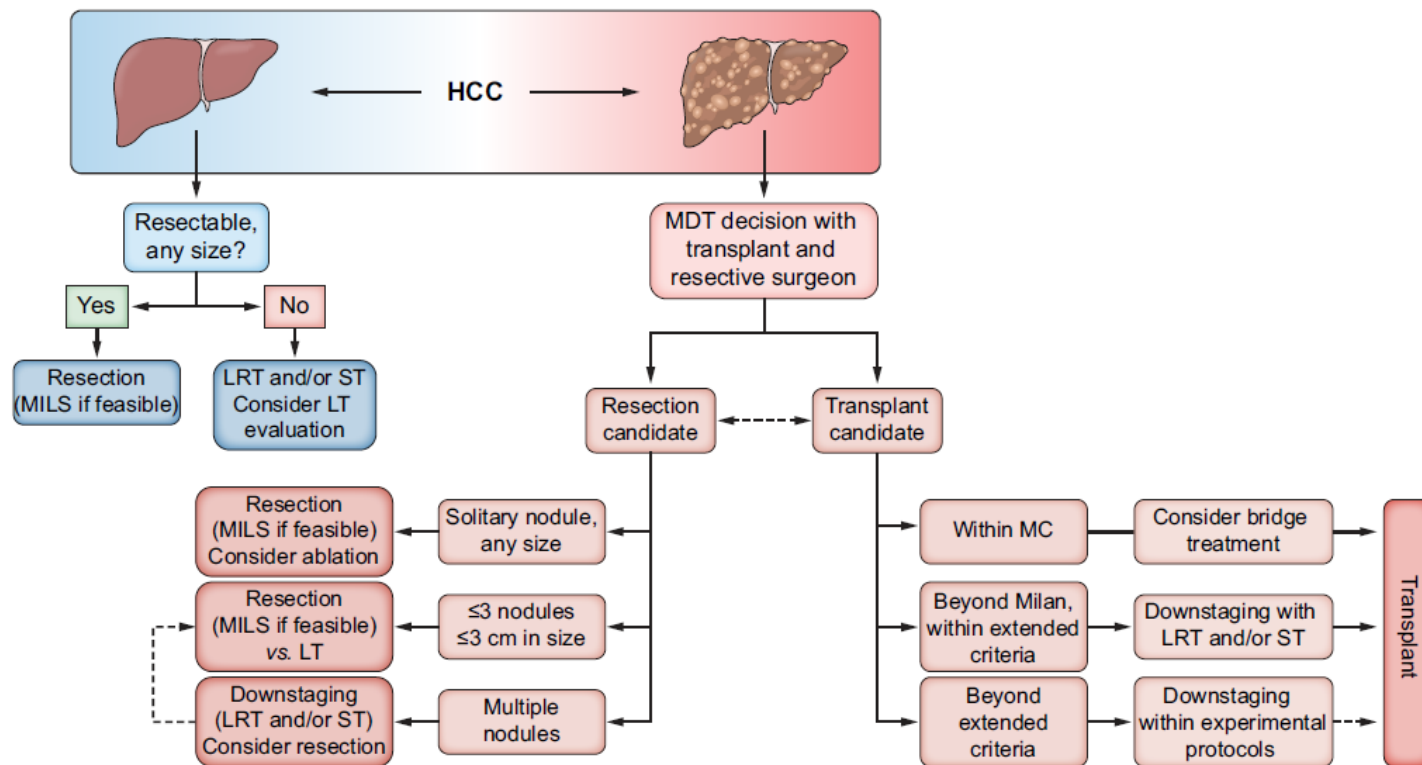 HCC
Resectable,
any size?
Yes
No
Resection
(MILS if feasible)
LRT and/or ST
Consider LT
evaluation
MDT decision with
transplant and
resective surgeon
Resection
candidate
Transplant
candidate
Resection
(MILS if feasible)
Consider ablation
Solitary nodule,
any size
Resection
(MILS if feasible)
vs. LT
≤3 nodules
≤3 cm in size
Downstaging
(LRT and/or ST)
Consider resection
Multiple
nodules
Within MC
Consider bridge
treatment
Beyond Milan,
within extended
criteria
Downstaging with
LRT and/or ST
Beyond
extended
criteria
Downstaging
within experimental
protocols
Transplant